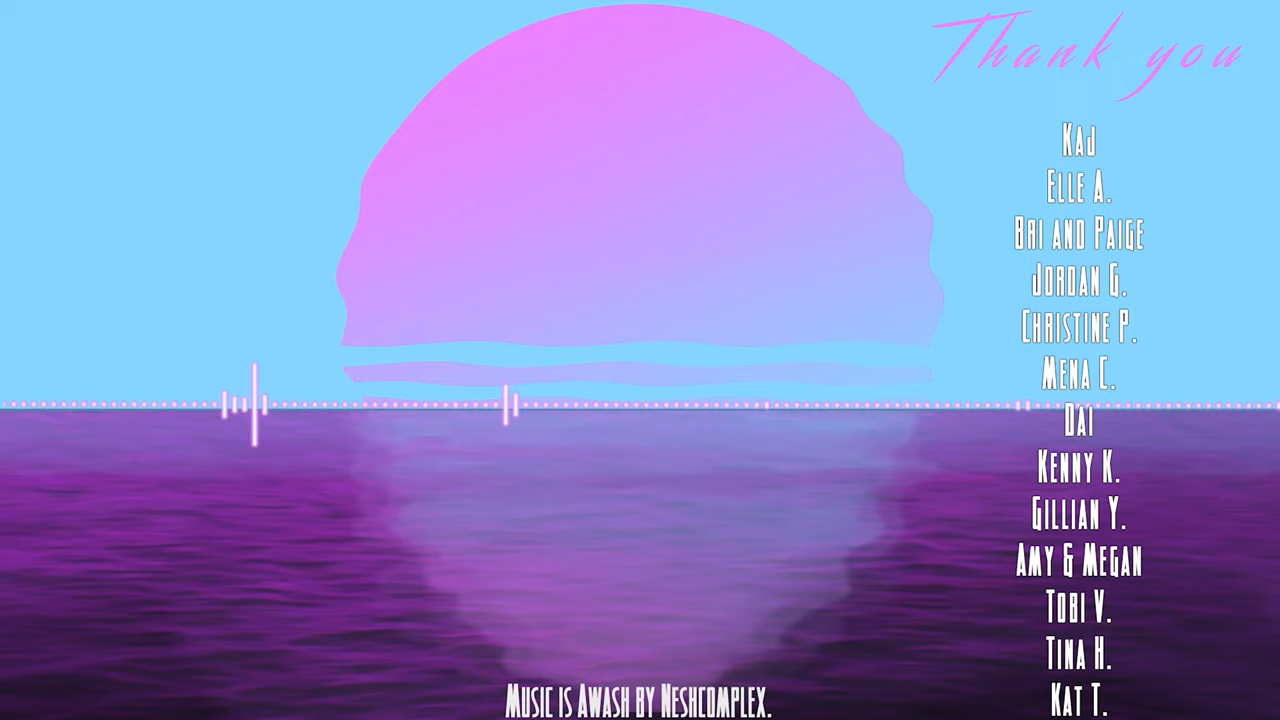 Thank you
Kaj
Elle A.
Bri and Paige
Jordan G.
Christine P.
Mena C.
Dai
Kenny K.
Gillian Y.
Amy & Megan
Tobi V.
Tina H.
Kat T.
Music is Awash by Neshcomplex.